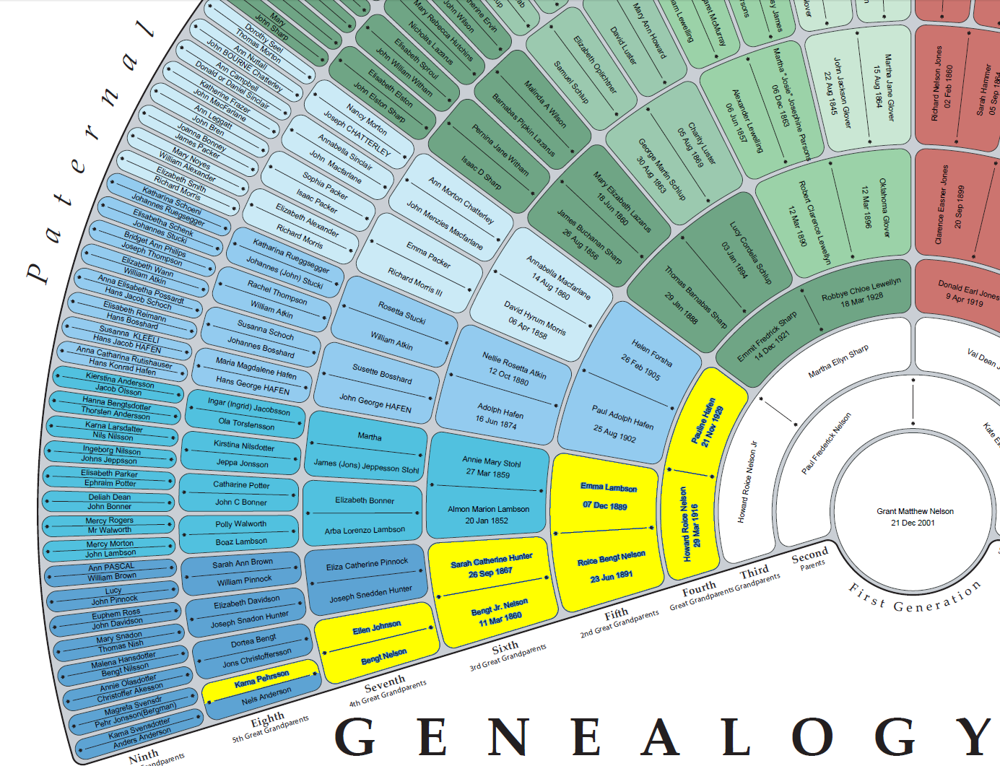 Paternal
Mary
John Sharp
Dorothy Seel
Thomas Morton
Ann Nuttall
John BOURNE Chatterley
Ann Campbell
Donald or Daniel Sinclair
Katherine Frazer
John MacFarlane
Ann Leggatt
John Bren
Joanna Bonney
James Packer
Mary Noyes
William Alexander
Elizabeth Smith
Richard Morris
Katharina Schoeni
Johannes Ruegsegger
Elisabetha Schenk
Johannes Stucki
Bridget Ann Philips
Joseph Thompson
Elizabeth Wann
William Atkin
Anna Elisabetha Possardt
Hans Jacob Schoch
Elisabeth Reimann
Hans Bosshard
Susanna KLEELI
Hans Jacob HAFEN
Anna Catharina Rutishauser
Hans Konrad Hafen
Kierstina Andersson
Jacob Olsson
Hanna Bengtsdotter
Thorsten Andersson
Karna Larsdatter
Nils Nilsson
Ingeborg Nilsson
Johns Jeppsson
Elisabeth Parker
Ephraim Potter
Deliah Dean
John Bonner
Mercy Rogers
Mr Walworth
Mercy Morton
John Lambson
Ann PASCAL
William Brown
Lucy
John Pinnock
Euphem Ross
John Davidson
Mary Snadon
Thomas Nish
Malena Hansdotter
Bengt Nilsson
Annie Olasdotter
Christoffer Akesson
Magreta Svensdr
Pehr Jonsson(Bergman)
Karna Svensdotter
Anders Anderson
Ninth
Elisabeth Elston
John Elston Sharp
Elisabeth Sproul
John William Witham
Mary Rebecca Hutchins
Nicholas Lazarus
John Wilson
Nancy Morton
Joseph CHATTERLEY
Annabella Sinclair
John Macfarlane
Sophia Packer
Isaac Packer
Elizabeth Alexander
Richard Morris
Katharina Rueggsegger
Johannes (John) Stucki
Rachel Thompson
William Atkin
Susanna Schoch
Johannes Bosshard
Maria Magdalene Hafen
Hans George HAFEN
Ingar (Ingrid) Jacobsson
Ola Torstensson
Kirstina Nilsdotter
Jeppa Jonsson
Catharine Potter
John C Bonner
Polly Walworth
Boaz Lambson
Sarah Ann Brown
William Pinnock
Elizabeth Davidson
Joseph Snadon Hunter
Dortea Bengt
Jons Christoffersson
Karna Pehrsson
Nels Anderson
Eighth
5th Great Grandparents
Elizabeth Oplichtner
Samuel Schlup
Mary Ann Howard
David Luster
Malinda A Wilson
Barnabas Pipkin Lazarus
Pernina Jane Witham
Isaac D Sharp
Ann Morton Chatterley
John Menzies Macfarlane
Emma Packer
Richard Morris III
Rosetta Stucki
William Atkin
Susette Bosshard
John George HAFEN
Martha
James (Jons) Jeppesson Stohl
Elizabeth Bonner
Arba Lorenzo Lambson
Eliza Catherine Pinnock
Joseph Snedden Hunter
Ellen Johnson
Bengt Nelson
Seventh
4th Great Grandparents
Martha Jane Glover
15 Aug 1864
John Jackson Glover
22 Aug 1845
Martha "Josie" Josephine Parsons
06 Dec 1863
Alexander Lewelling
06 Jun 1857
Charity Luster
05 Aug 1869
George Martin Schlup
30 Aug 1863
Mary Elizabeth Lazarus
18 Jun 1860
James Buchanan Sharp
26 Aug 1856
Annabella Macfarlane
14 Aug 1860
David Hyrum Morris
06 Apr 1858
Nellie Rosetta Atkin
12 Oct 1880
Adolph Hafen
16 Jun 1874
Annie Mary Stohl
27 Mar 1859
Almon Marion Lambson
20 Jan 1852
Sarah Catherine Hunter
26 Sep 1867
Bengt Jr. Nelson
11 Mar 1860
Sixth
3rd Great Grandparents
Richard Nelson Jones
02 Feb 1860
Sarah Hammer
05 Sep 1864
Oklahoma Glover
12 Mar 1896
Robert Clarence Lewellyn
12 Mar 1890
Lucy Cordelia Schlup
03 Jan 1894
Thomas Barnabas Sharp
29 Jan 1888
Helen Forsha
26 Feb 1905
Paul Adolph Hafen
25 Aug 1902
Emma Lambson
07 Dec 1889
Roice Bengt Nelson
23 Jun 1891
Fifth
2nd Great Grandparents
Clarence Easner Jones
20 Sep 1899
Donald Earl Jones
9 Apr 1919
Robbye Chloe Lewellyn
18 Mar 1928
Emmit Fredrick Sharp
14 Dec 1921
Pauline Hafen
21 Nov 1929
Howard Roice Nelson
29 Mar 1916
Fourth
Great Grandparents
Val Dean J
Martha Ellyn Sharp
Howard Roice Nelson Jr
Third
Grandparents
Paul Frederick Nelson
Second
Parents
Grant Matthew Nelson
21 Dec 2001
First Generation
GENEALOGY